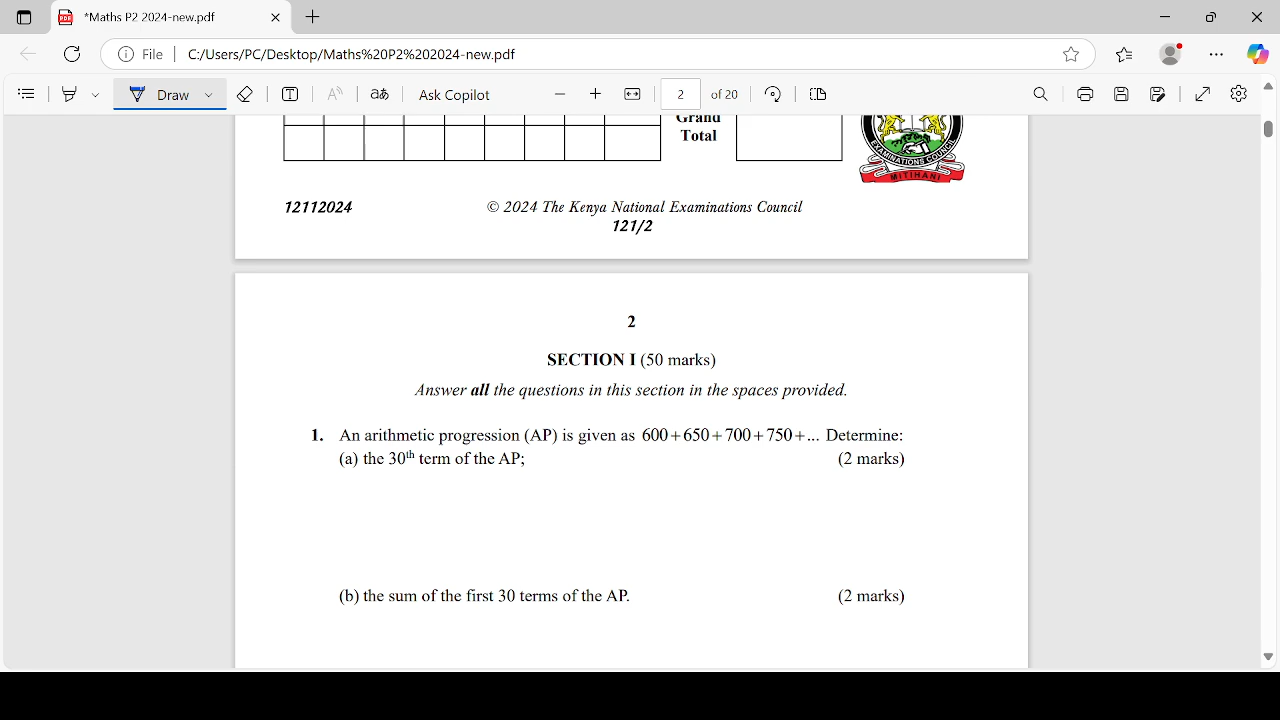 *Maths P2 2024-new.pdf
File
C:/Users/PC/Desktop/Maths%20P2%202024-new.pdf
Draw
Ask Copilot
2 of 20
Grand
Total
EXAMINATIONS COUNCIL
MITIHANI
12112024
© 2024 The Kenya National Examinations Council
121/2
2
SECTION I (50 marks)
Answer all the questions in this section in the spaces provided.
1. An arithmetic progression (AP) is given as 600+650+700+750+... Determine:
(a) the 30th term of the AP; (2 marks)
(b) the sum of the first 30 terms of the AP. (2 marks)